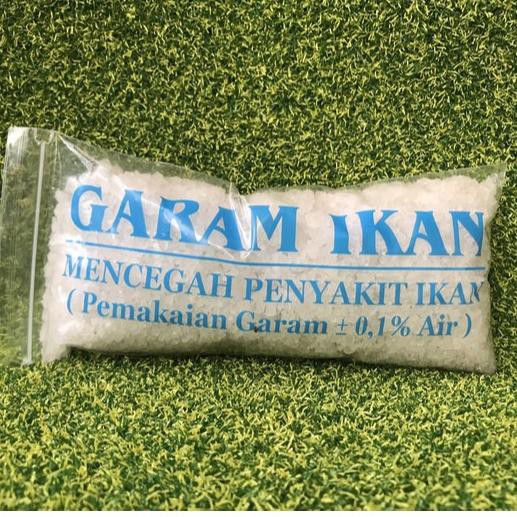 GARAM IKAN
MENCEGAH PENYAKIT IKAN
( Pemakaian Garam ± 0,1% Air )